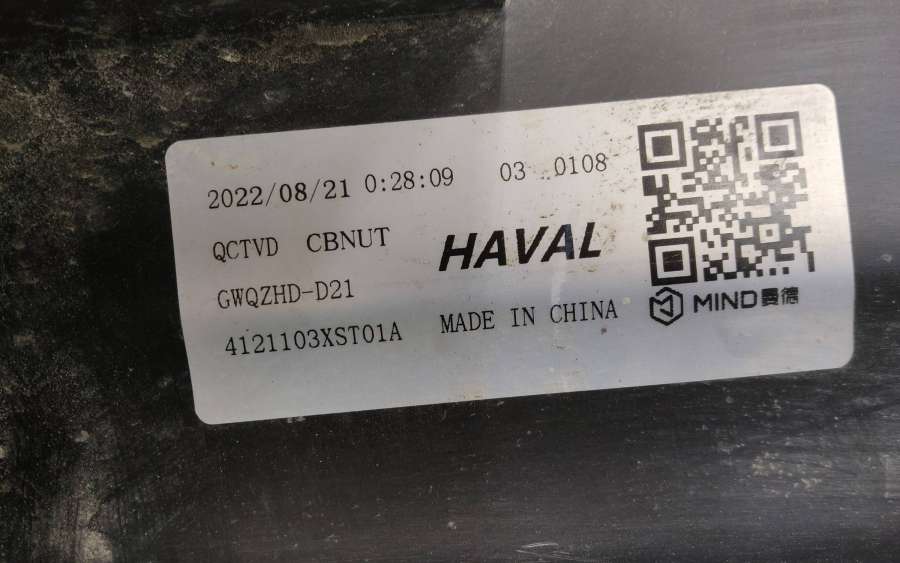 2022/08/21 0:28:09 03 0108
QCTVD CBNUT
HAVAL
GWQZHD-D21
4121103XST01A MADE IN CHINA
MIND曼德